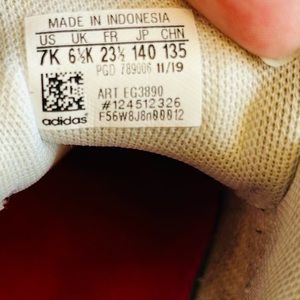 MADE IN INDONESIA
US UK FR JP CHN
7K 6½K 23½ 140 135
PGD 789006 11/19
ART EG3890
#124512326
F56W8J8n00012
adidas